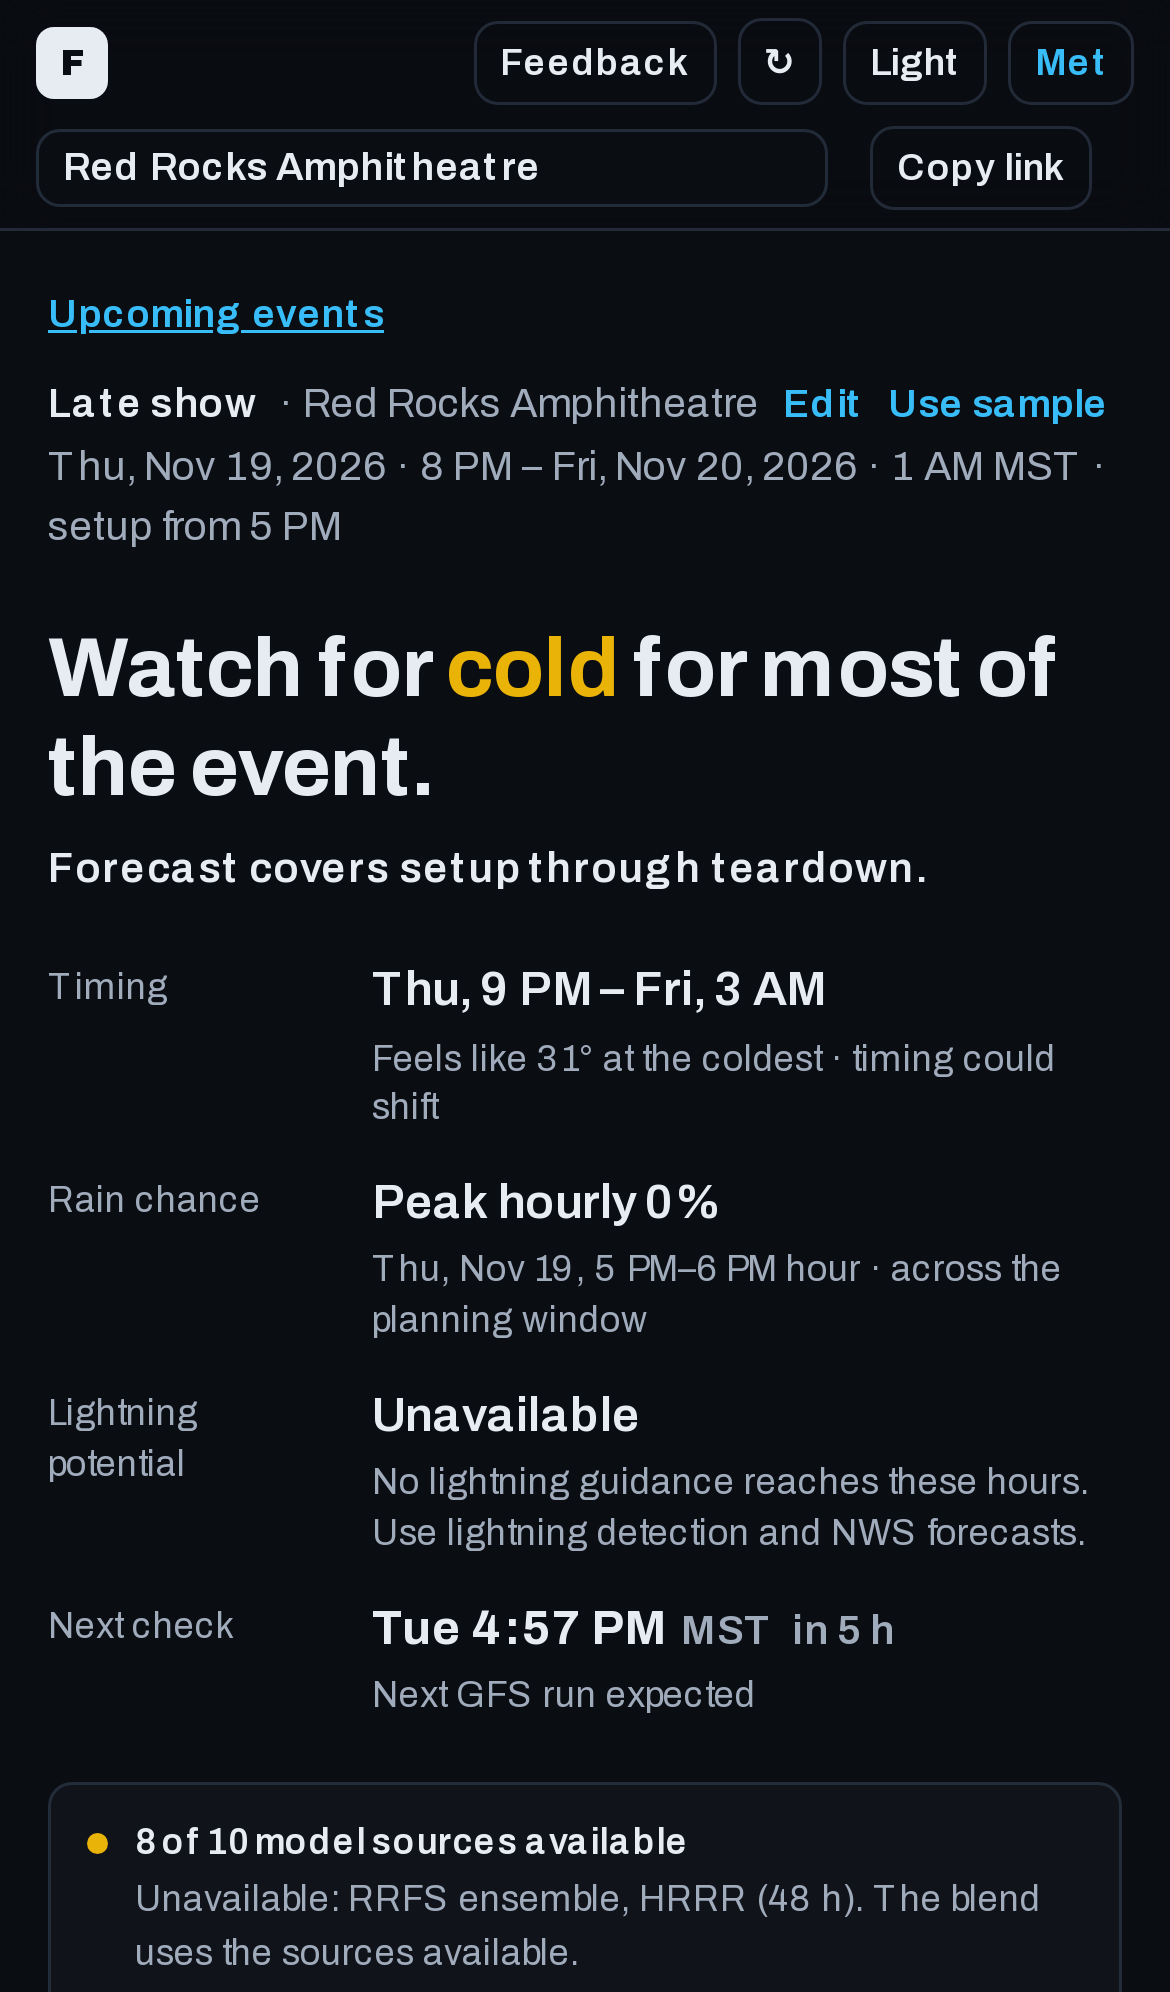 F
Feedback ↻ Light Met
Red Rocks Amphitheatre Copy link
Upcoming events
Late show · Red Rocks Amphitheatre Edit Use sample
Thu, Nov 19, 2026 · 8 PM – Fri, Nov 20, 2026 · 1 AM MST ·
setup from 5 PM
Watch for cold for most of
the event.
Forecast covers setup through teardown.
Timing
Thu, 9 PM – Fri, 3 AM
Feels like 31° at the coldest · timing could
shift
Rain chance
Peak hourly 0%
Thu, Nov 19, 5 PM–6 PM hour · across the
planning window
Lightning
potential
Unavailable
No lightning guidance reaches these hours.
Use lightning detection and NWS forecasts.
Next check
Tue 4:57 PM MST in 5 h
Next GFS run expected
8 of 10 model sources available
Unavailable: RRFS ensemble, HRRR (48 h). The blend
uses the sources available.